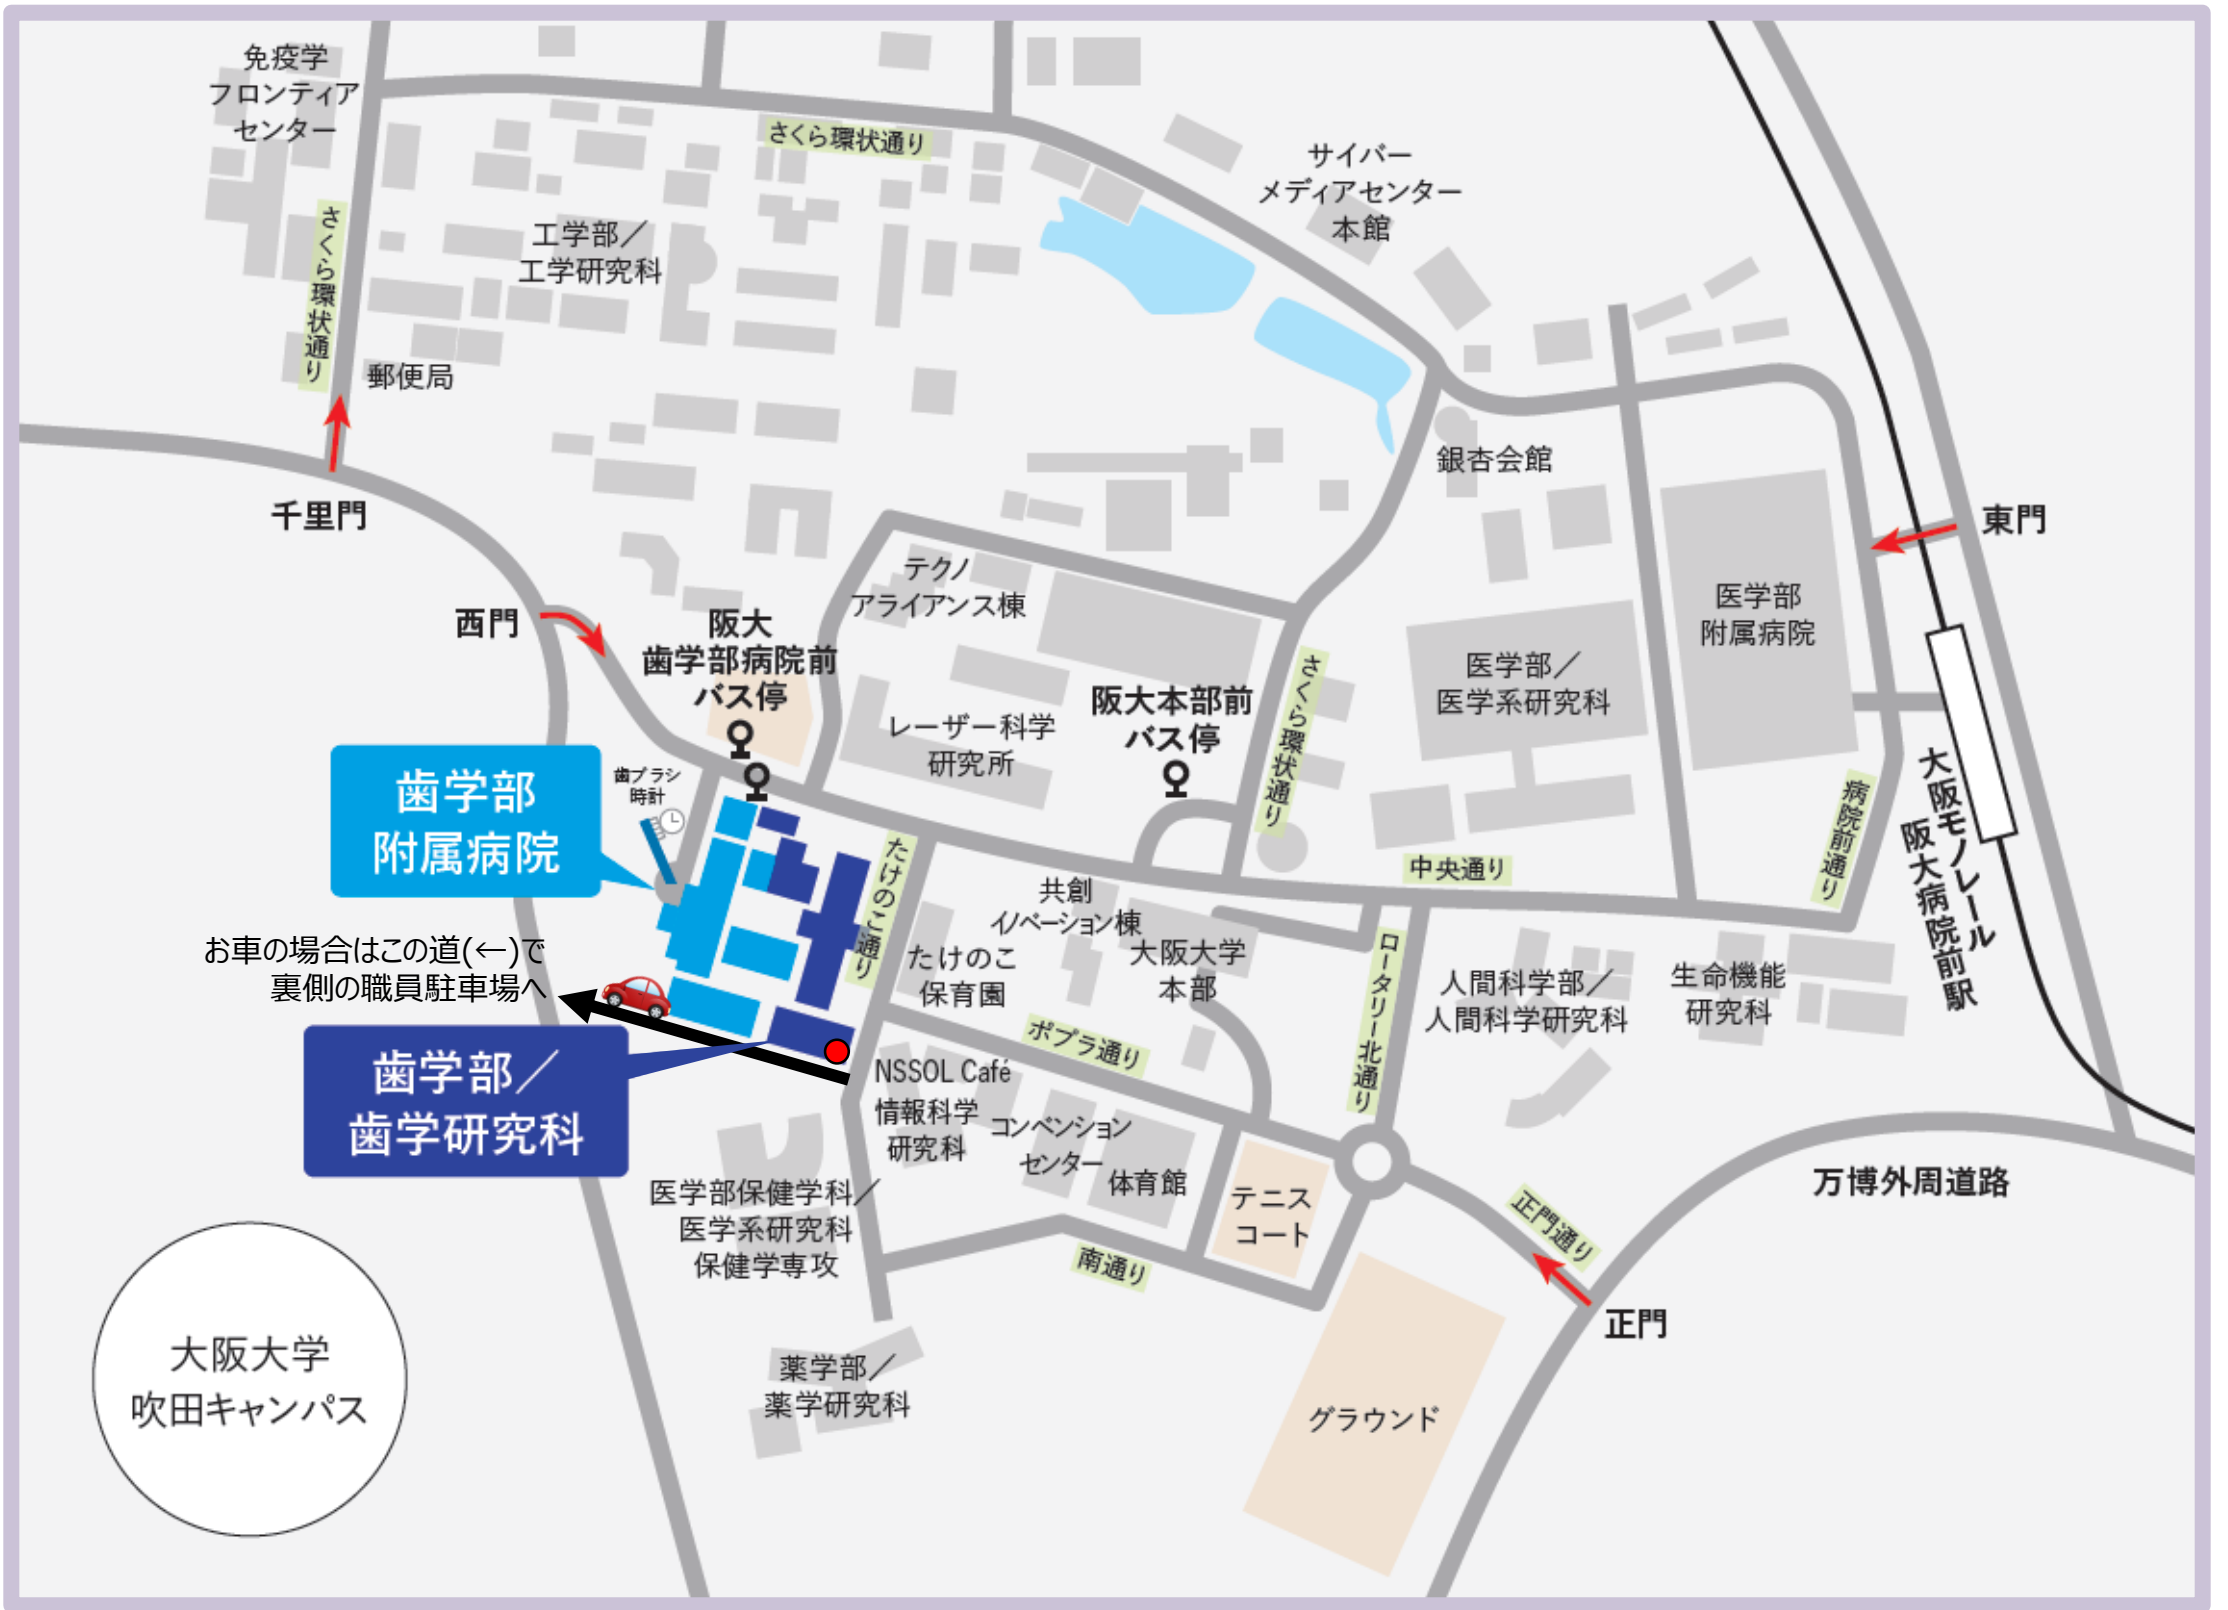 免疫学
フロンティア
センター
さくら環状通り
サイバー
メディアセンター
本館
さくら環状通り
工学部／
工学研究科
郵便局
銀杏会館
千里門
東門
テクノ
アライアンス棟
医学部
附属病院
西門
阪大
歯学部病院前
バス停
医学部／
医学系研究科
さくら環状通り
阪大本部前
バス停
レーザー科学
研究所
歯学部
附属病院
歯ブラシ
時計
大阪モノレール
阪大病院前駅
病院前通り
たけのこ通り
中央通り
共創
イノベーション棟
お車の場合はこの道(←)で
裏側の職員駐車場へ
たけのこ
保育園
大阪大学
本部
ロータリー北通り
人間科学部／
人間科学研究科
生命機能
研究科
歯学部／
歯学研究科
ポプラ通り
NSSOL Café
情報科学
研究科
コンベンション
センター
体育館
医学部保健学科／
医学系研究科
保健学専攻
テニス
コート
万博外周道路
正門通り
南通り
正門
大阪大学
吹田キャンパス
薬学部／
薬学研究科
グラウンド